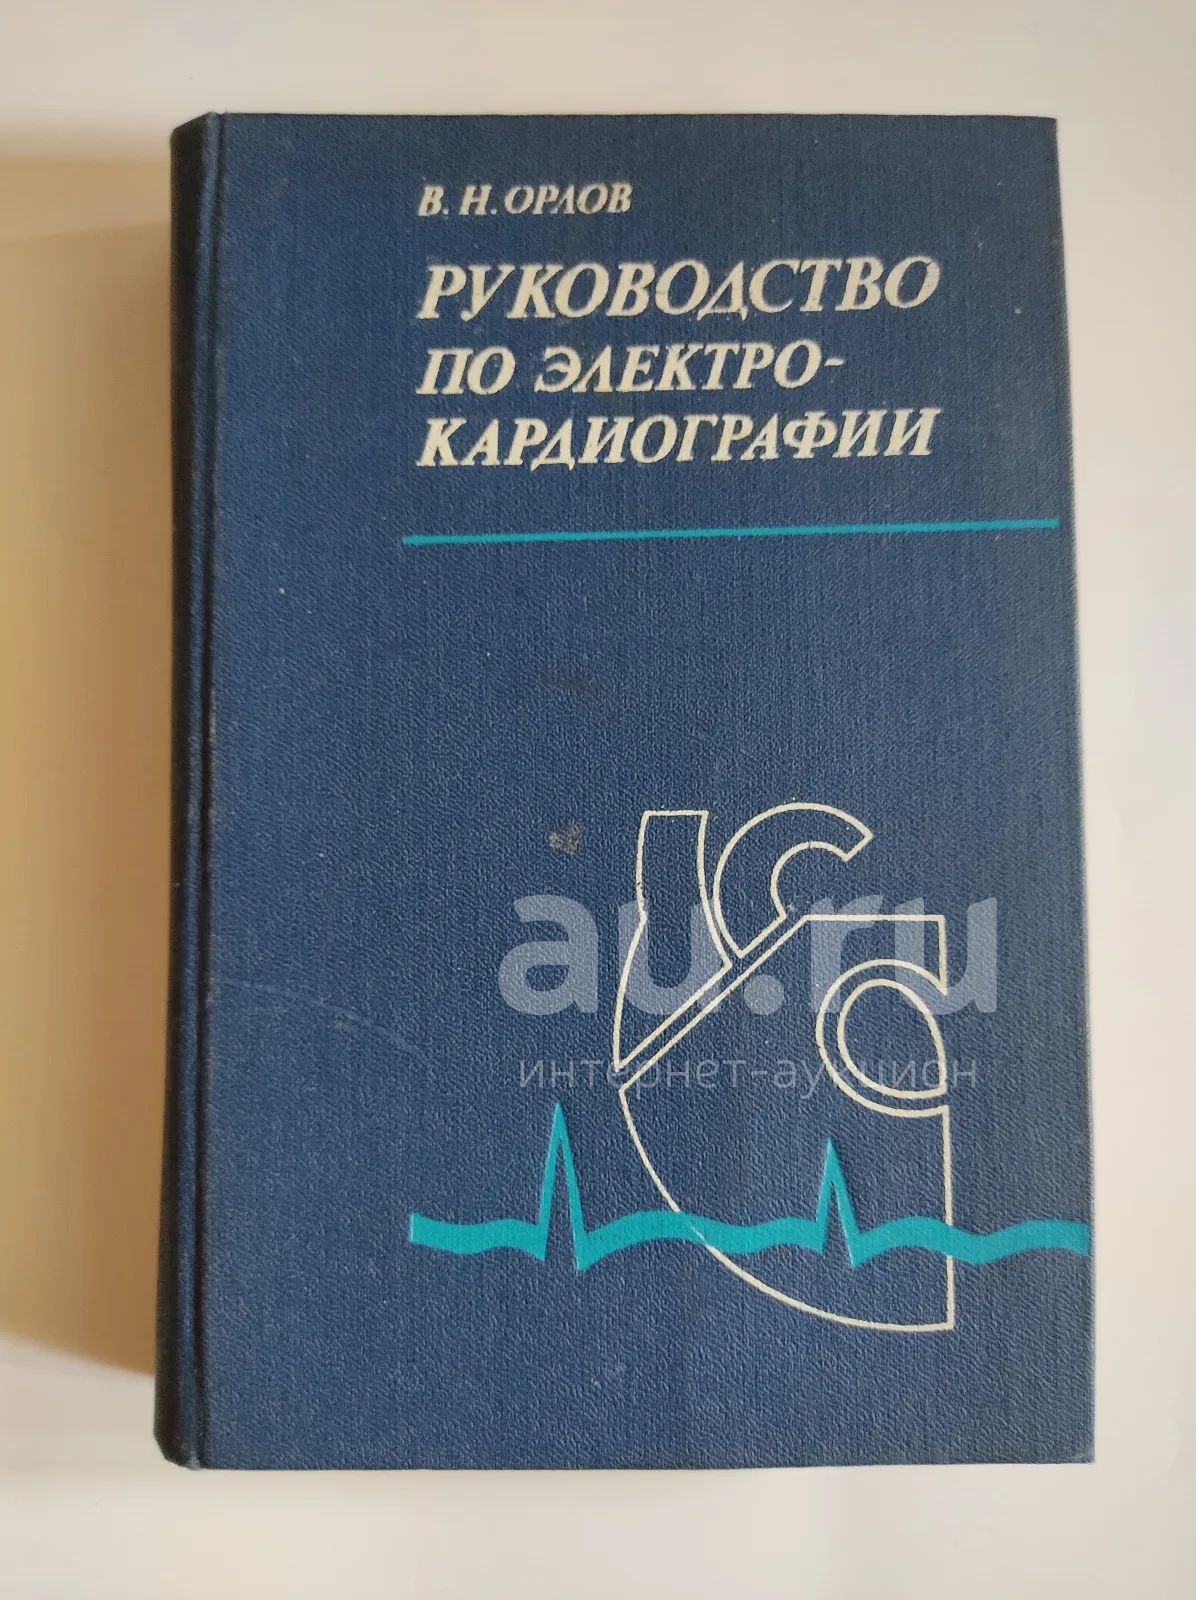 В. Н. ОРЛОВ
РУКОВОДСТВО
ПО ЭЛЕКТРО-
КАРДИОГРАФИИ
au.ru
интернет-аукцион